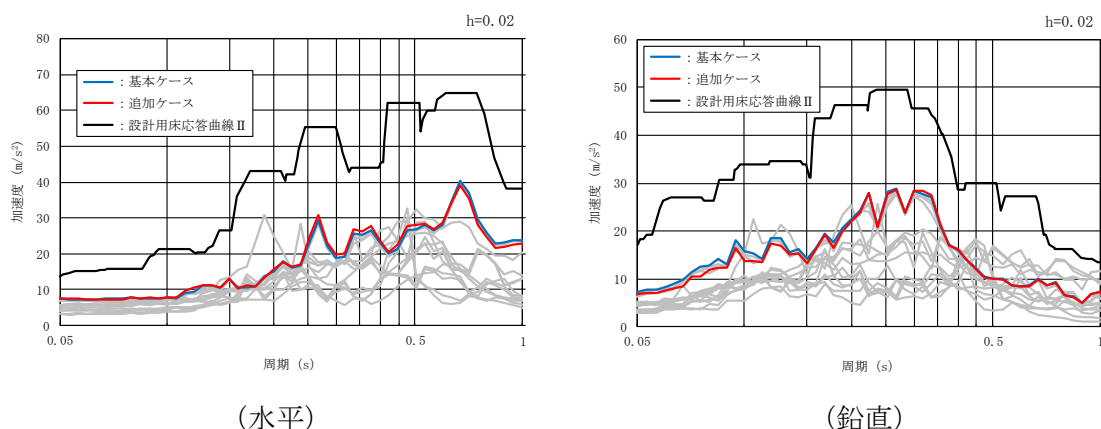 h=0.02
80
70
60
50
40
30
20
10
0
加速度 (m/s²)
:基本ケース
:追加ケース
:設計用床応答曲線Ⅱ
0.05
0.5
1
周期 (s)
(水平)
h=0.02
60
50
40
30
20
10
0
加速度 (m/s²)
:基本ケース
:追加ケース
:設計用床応答曲線Ⅱ
0.05
0.5
1
周期 (s)
(鉛直)